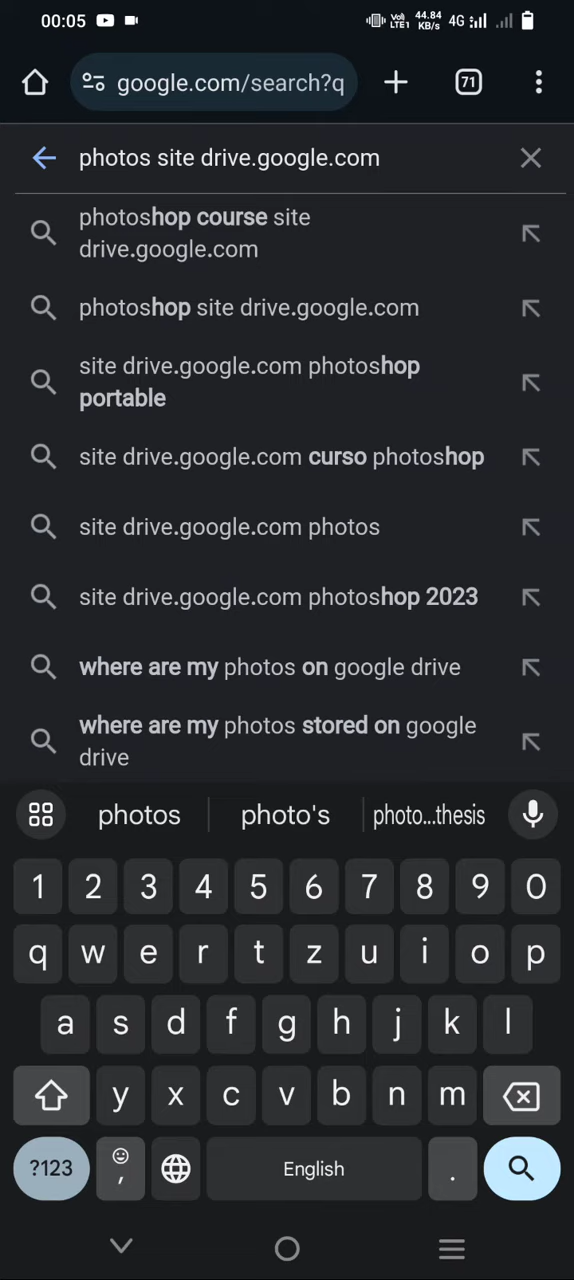 00:05 Vol) LTE1 44.84 KB/s 4G
google.com/search?q 71
photos site drive.google.com
photoshop course site
drive.google.com
photoshop site drive.google.com
site drive.google.com photoshop
portable
site drive.google.com curso photoshop
site drive.google.com photos
site drive.google.com photoshop 2023
where are my photos on google drive
where are my photos stored on google
drive
photos photo's photo...thesis
1 2 3 4 5 6 7 8 9 0
q w e r t z u i o p
a s d f g h j k l
y x c v b n m
?123 , English .